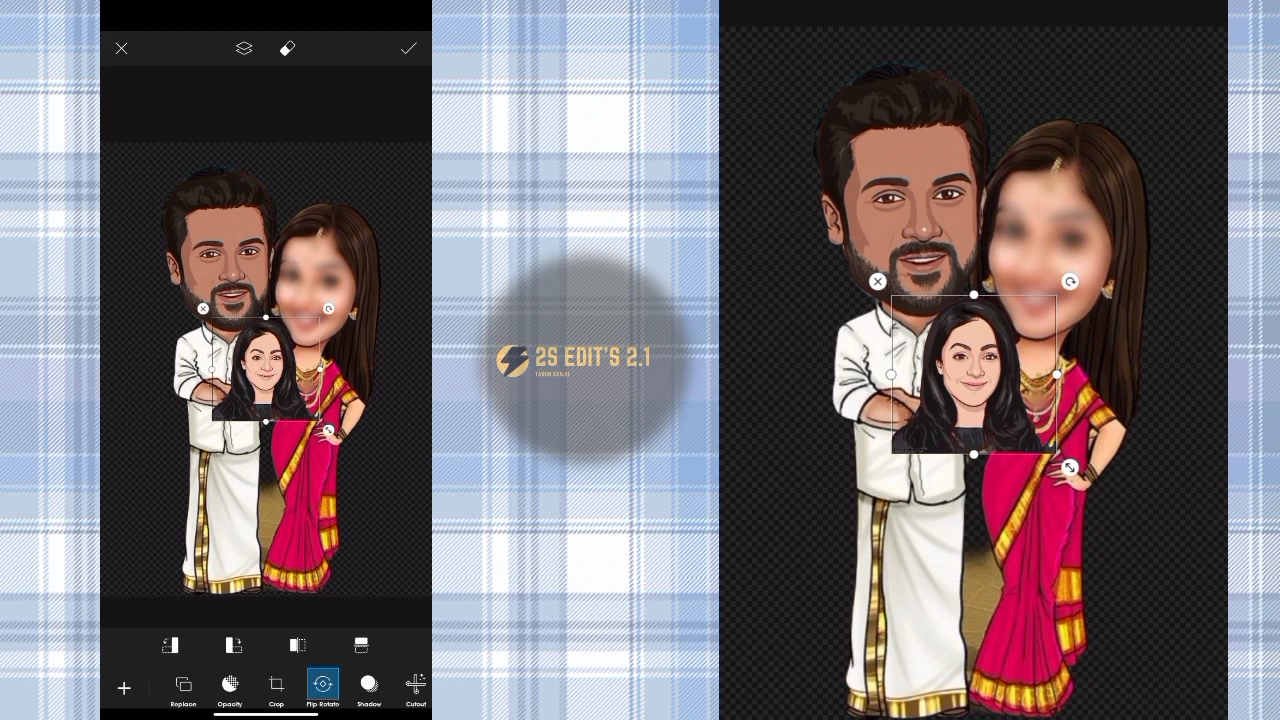 2S EDIT'S 2.1
Replace
Opacity
Crop
Flip Rotate
Shadow
Cutout